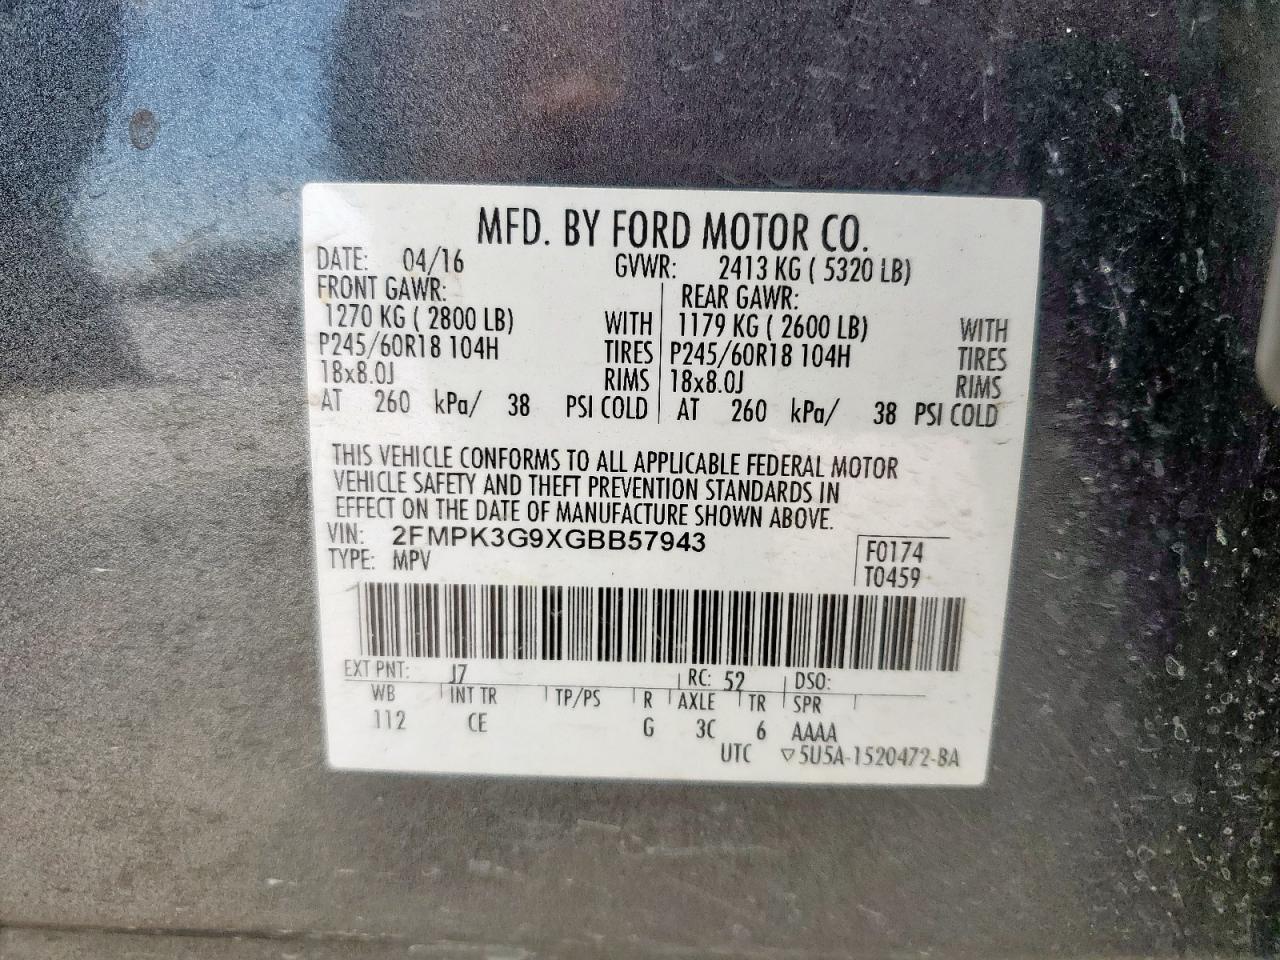 MFD. BY FORD MOTOR CO.
DATE: 04/16 GVWR: 2413 KG ( 5320 LB)
FRONT GAWR: REAR GAWR:
1270 KG ( 2800 LB) WITH 1179 KG ( 2600 LB) WITH
P245/60R18 104H TIRES P245/60R18 104H TIRES
18x8.0J RIMS 18x8.0J RIMS
AT 260 kPa/ 38 PSI COLD AT 260 kPa/ 38 PSI COLD
THIS VEHICLE CONFORMS TO ALL APPLICABLE FEDERAL MOTOR
VEHICLE SAFETY AND THEFT PREVENTION STANDARDS IN
EFFECT ON THE DATE OF MANUFACTURE SHOWN ABOVE.
VIN: 2FMPK3G9XGBB57943 F0174
TYPE: MPV T0459
EXT PNT: J7 RC: 52 DSO:
WB INT TR TP/PS R AXLE TR SPR
112 CE G 3C 6 AAAA
UTC ▽5U5A-1520472-BA